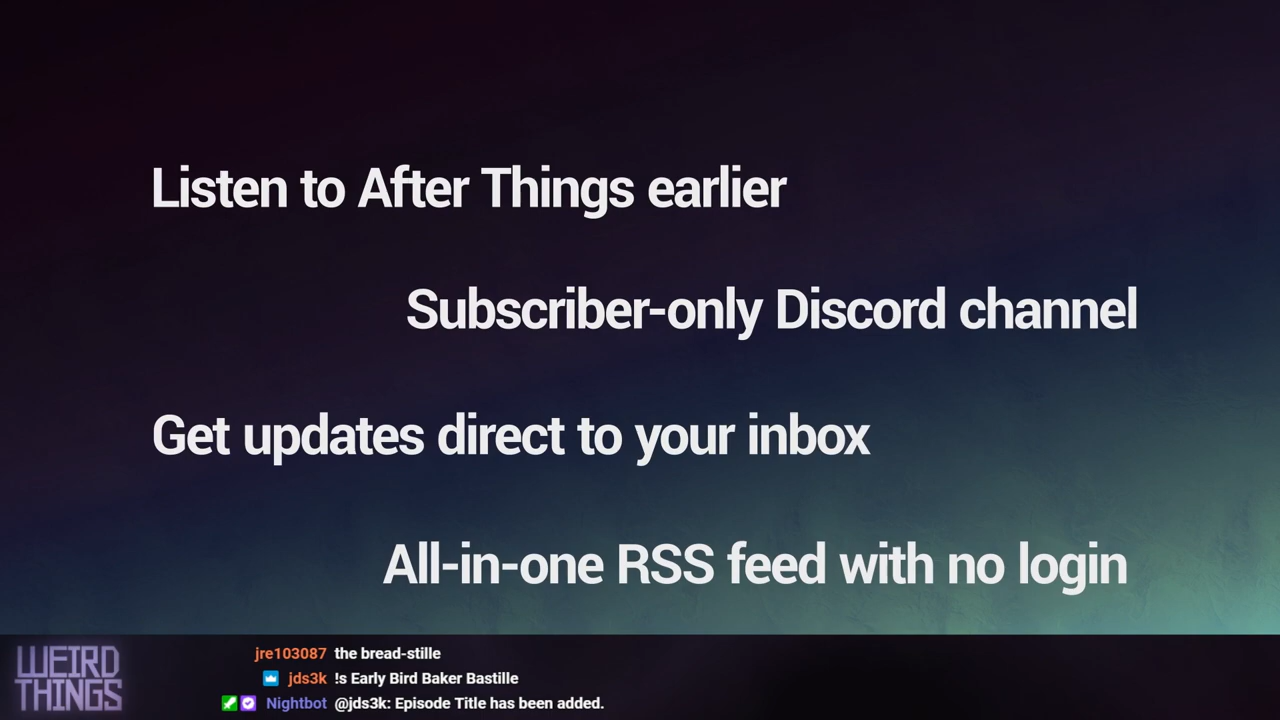 Listen to After Things earlier
Subscriber-only Discord channel
Get updates direct to your inbox
All-in-one RSS feed with no login
WEIRD
THINGS
jre103087 the bread-stille
jds3k !s Early Bird Baker Bastille
Nightbot @jds3k: Episode Title has been added.